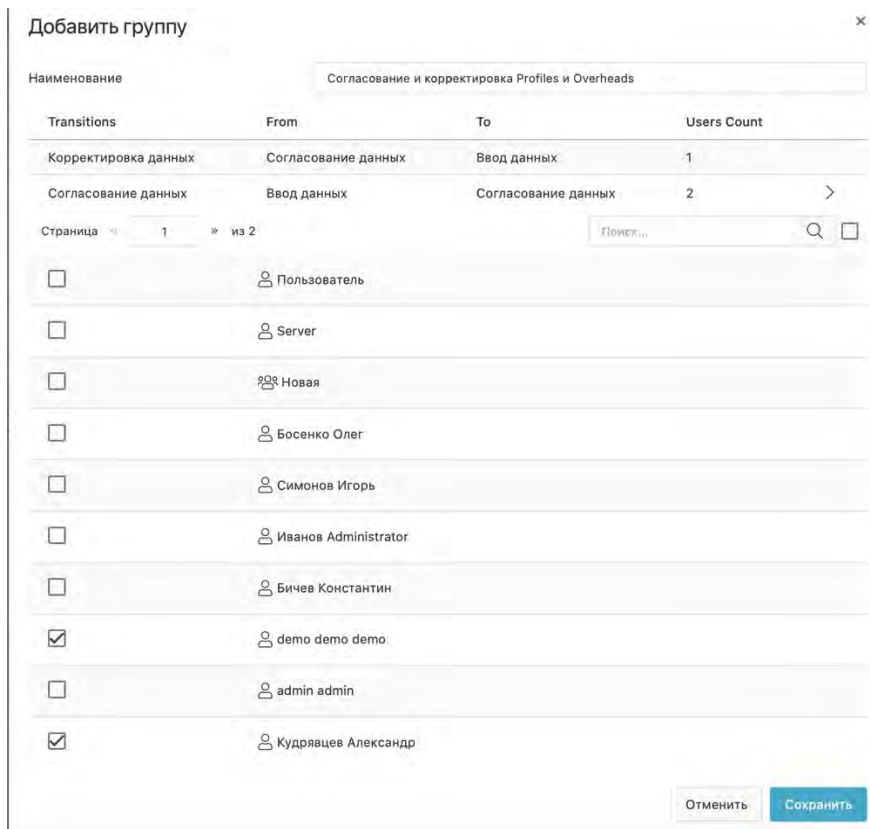 Добавить группу
Наименование Согласование и корректировка Profiles и Overheads
Transitions From To Users Count
Корректировка данных Согласование данных Ввод данных 1
Согласование данных Ввод данных Согласование данных 2
Страница « 1 » из 2 Поиск...
Пользователь
Server
Новая
Босенко Олег
Симонов Игорь
Иванов Administrator
Бичев Константин
demo demo demo
admin admin
Кудрявцев Александр
Отменить Сохранить